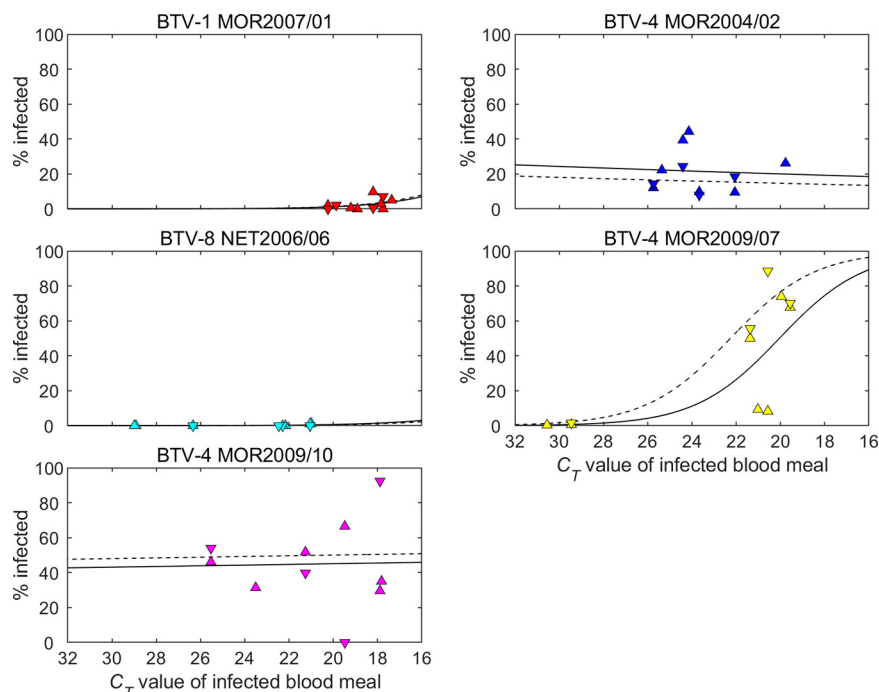 BTV-1 MOR2007/01
100
80
60
40
20
0
% infected
BTV-4 MOR2004/02
100
80
60
40
20
0
% infected
BTV-8 NET2006/06
100
80
60
40
20
0
% infected
BTV-4 MOR2009/07
100
80
60
40
20
0
% infected
32 30 28 26 24 22 20 18 16
C_T value of infected blood meal
BTV-4 MOR2009/10
100
80
60
40
20
0
% infected
32 30 28 26 24 22 20 18 16
C_T value of infected blood meal